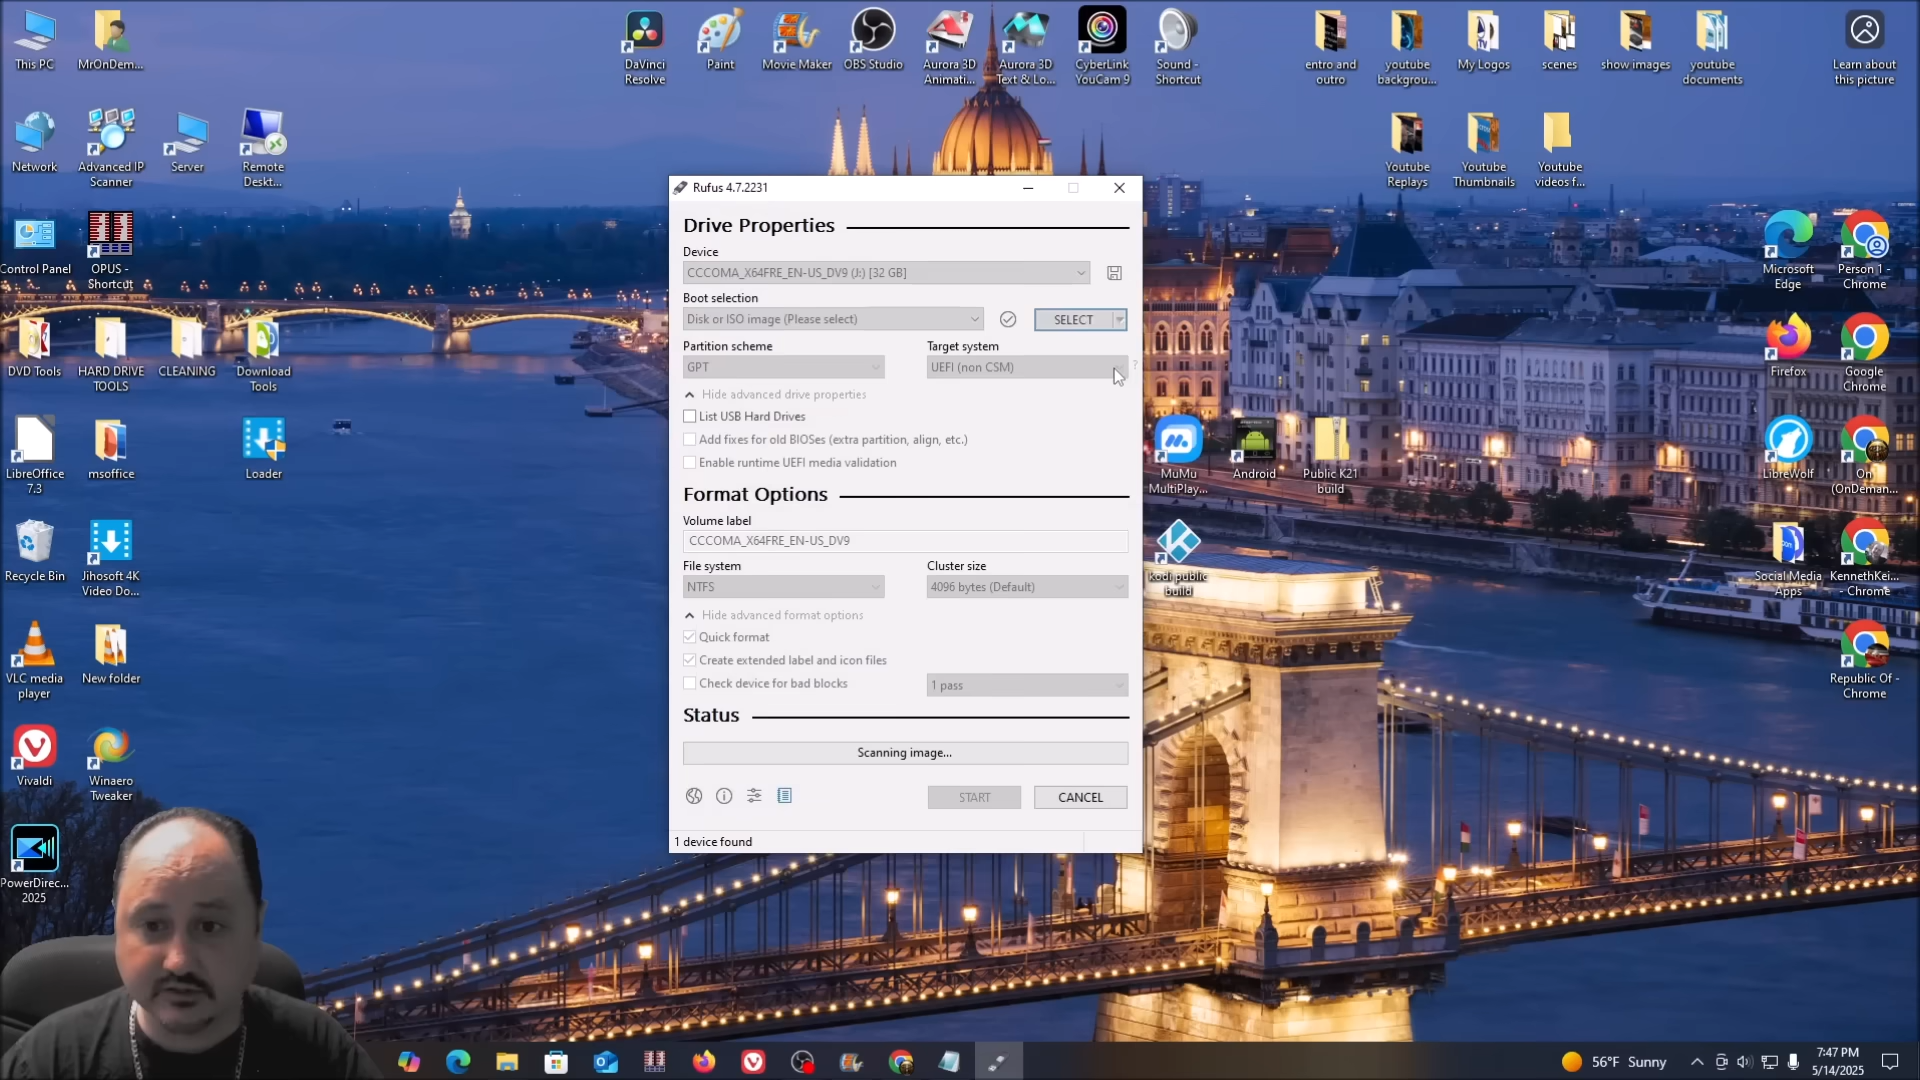 This PC
MrOnDem...
DaVinci
Resolve
Paint
Movie Maker
OBS Studio
Aurora 3D
Animati...
Aurora 3D
Text & Lo...
CyberLink
YouCam 9
Sound -
Shortcut
entro and
outro
youtube
backgrou...
My Logos
scenes
show images
youtube
documents
Learn about
this picture
Network
Advanced IP
Scanner
Server
Remote
Deskt...
Youtube
Replays
Youtube
Thumbnails
Youtube
videos f...
Control Panel
OPUS -
Shortcut
Microsoft
Edge
Person 1 -
Chrome
DVD Tools
HARD DRIVE
TOOLS
CLEANING
Download
Tools
Firefox
Google
Chrome
LibreOffice
7.3
msoffice
Loader
MuMu
MultiPlay...
Android
Public K21
build
LibreWolf
On
(OnDeman...
Recycle Bin
Jihosoft 4K
Video Do...
kodi public
build
Social Media
Apps
KennethKei...
- Chrome
VLC media
player
New folder
Republic Of -
Chrome
Vivaldi
Winaero
Tweaker
PowerDirec...
2025
Rufus 4.7.2231
Drive Properties
Device
CCCOMA_X64FRE_EN-US_DV9 (J:) [32 GB]
Boot selection
Disk or ISO image (Please select)
SELECT
Partition scheme
Target system
GPT
UEFI (non CSM)
?
Hide advanced drive properties
List USB Hard Drives
Add fixes for old BIOSes (extra partition, align, etc.)
Enable runtime UEFI media validation
Format Options
Volume label
CCCOMA_X64FRE_EN-US_DV9
File system
Cluster size
NTFS
4096 bytes (Default)
Hide advanced format options
Quick format
Create extended label and icon files
Check device for bad blocks
1 pass
Status
Scanning image...
START
CANCEL
1 device found
56°F Sunny
7:47 PM
5/14/2025